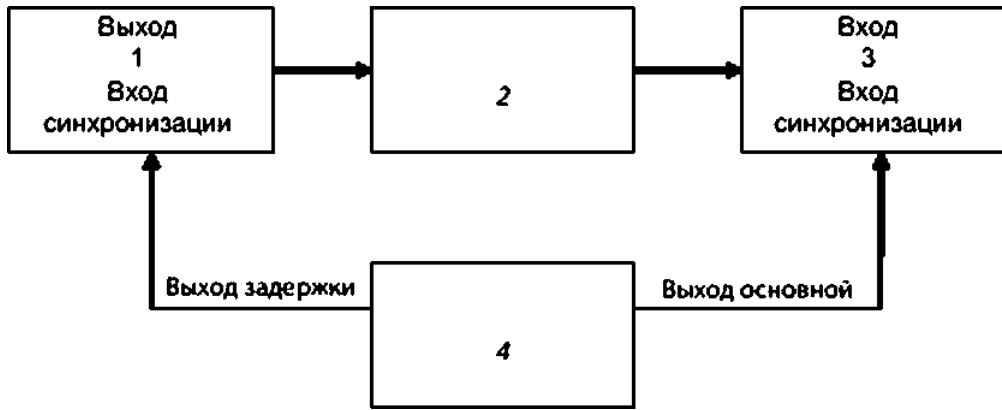 Выход
1
Вход
синхронизации
2
Вход
3
Вход
синхронизации
Выход задержки
Выход основной
4